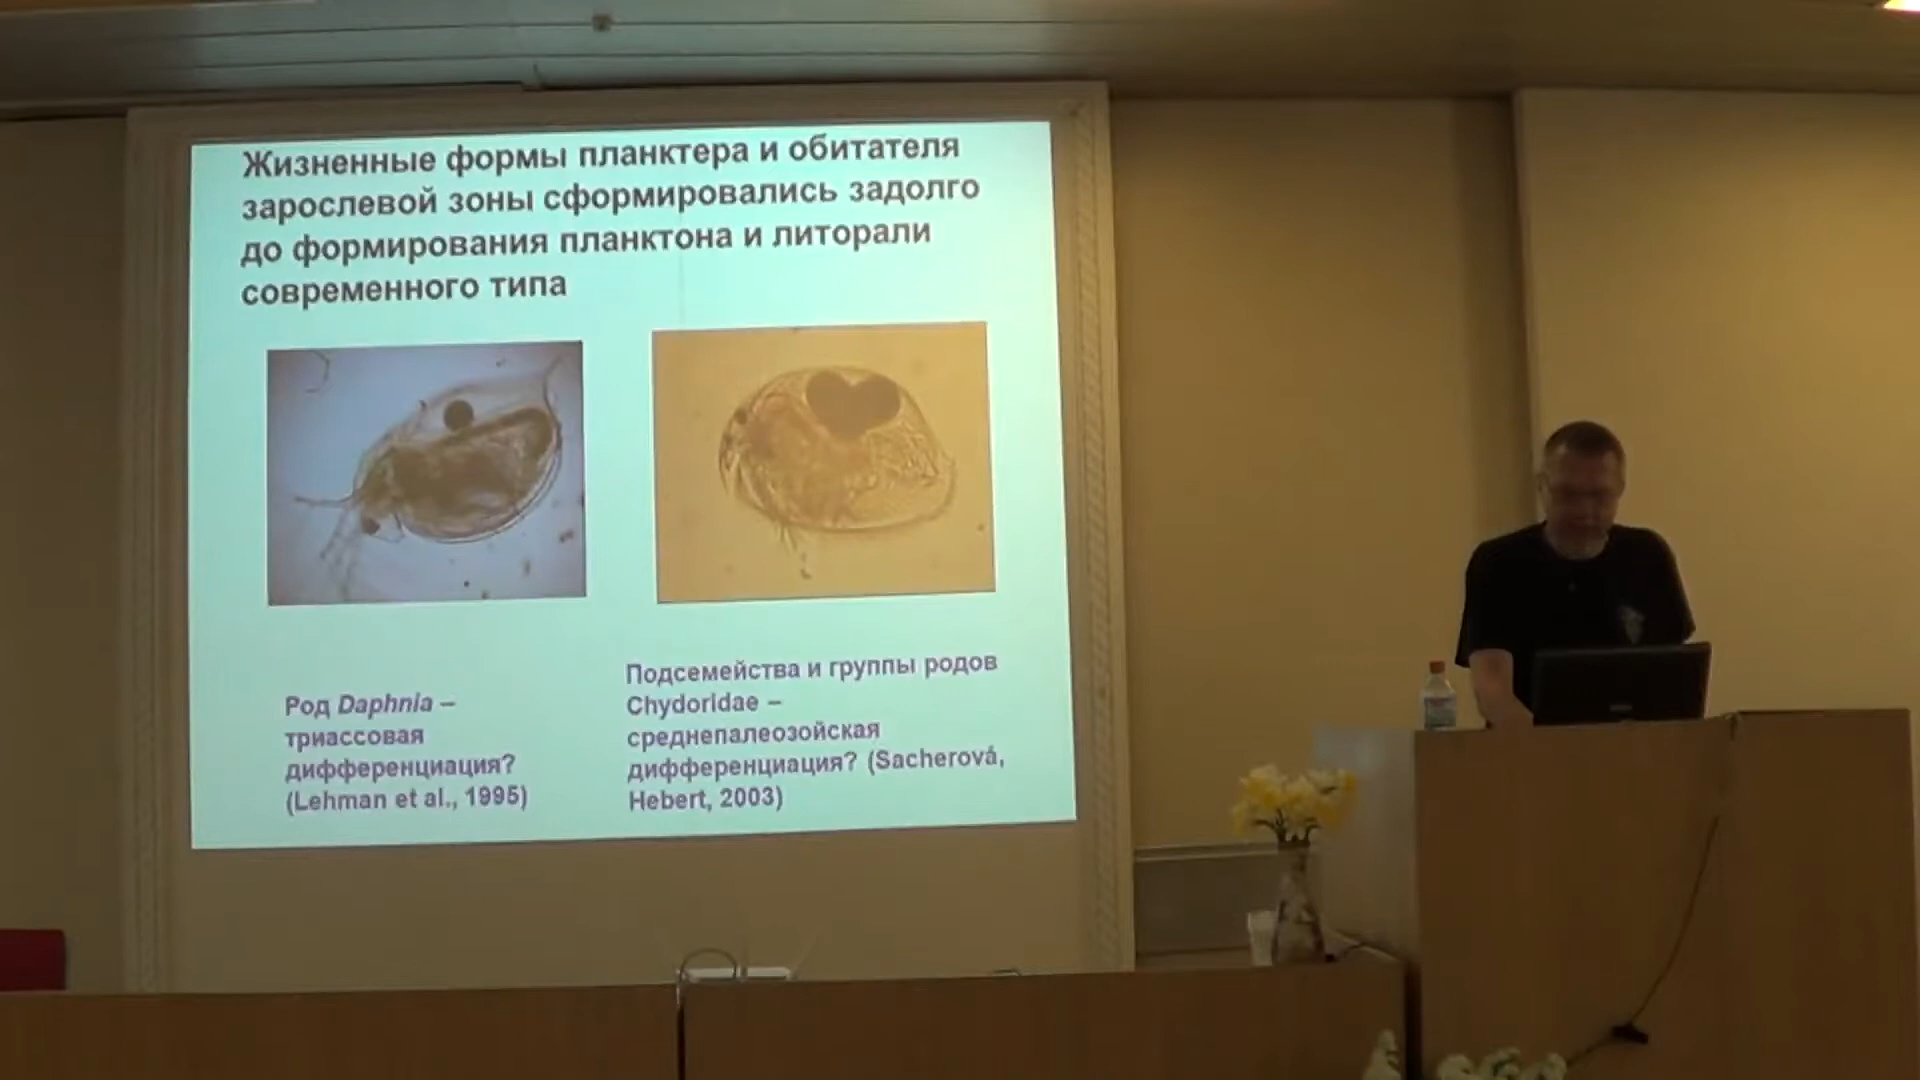 Жизненные формы планктера и обитателя
зарослевой зоны сформировались задолго
до формирования планктона и литорали
современного типа
Род Daphnia –
триассовая
дифференциация?
(Lehman et al., 1995)
Подсемейства и группы родов
Chydoridae –
среднепалеозойская
дифференциация? (Sacherová,
Hebert, 2003)